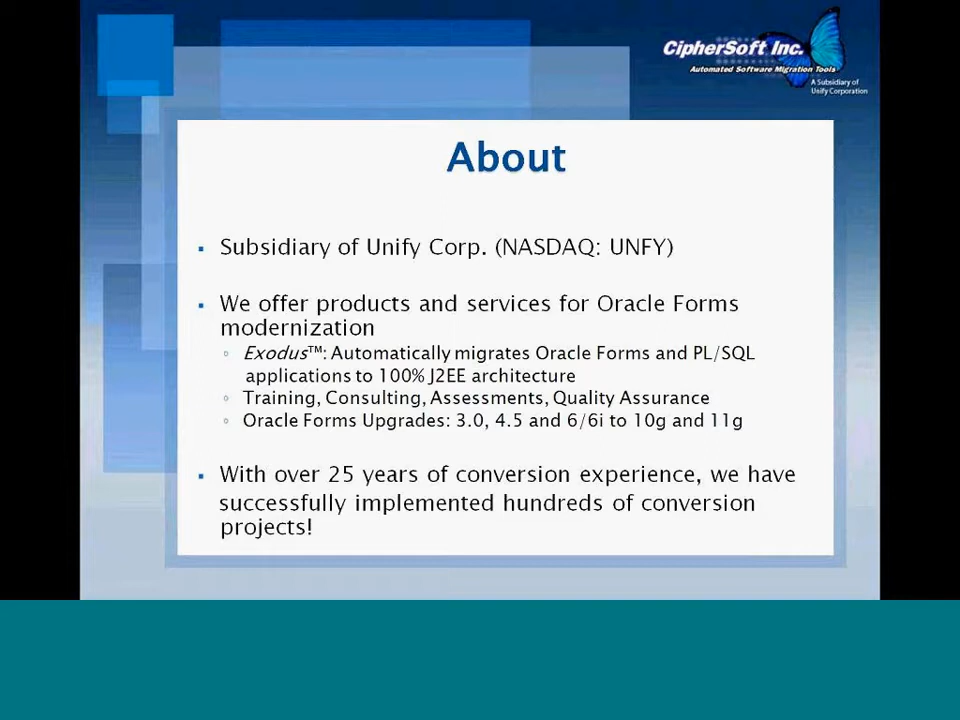 CipherSoft Inc.
Automated Software Migration Tools
A Subsidiary of
Unify Corporation
About
▪ Subsidiary of Unify Corp. (NASDAQ: UNFY)
▪ We offer products and services for Oracle Forms
modernization
◦ Exodus™: Automatically migrates Oracle Forms and PL/SQL
applications to 100% J2EE architecture
◦ Training, Consulting, Assessments, Quality Assurance
◦ Oracle Forms Upgrades: 3.0, 4.5 and 6/6i to 10g and 11g
▪ With over 25 years of conversion experience, we have
successfully implemented hundreds of conversion
projects!